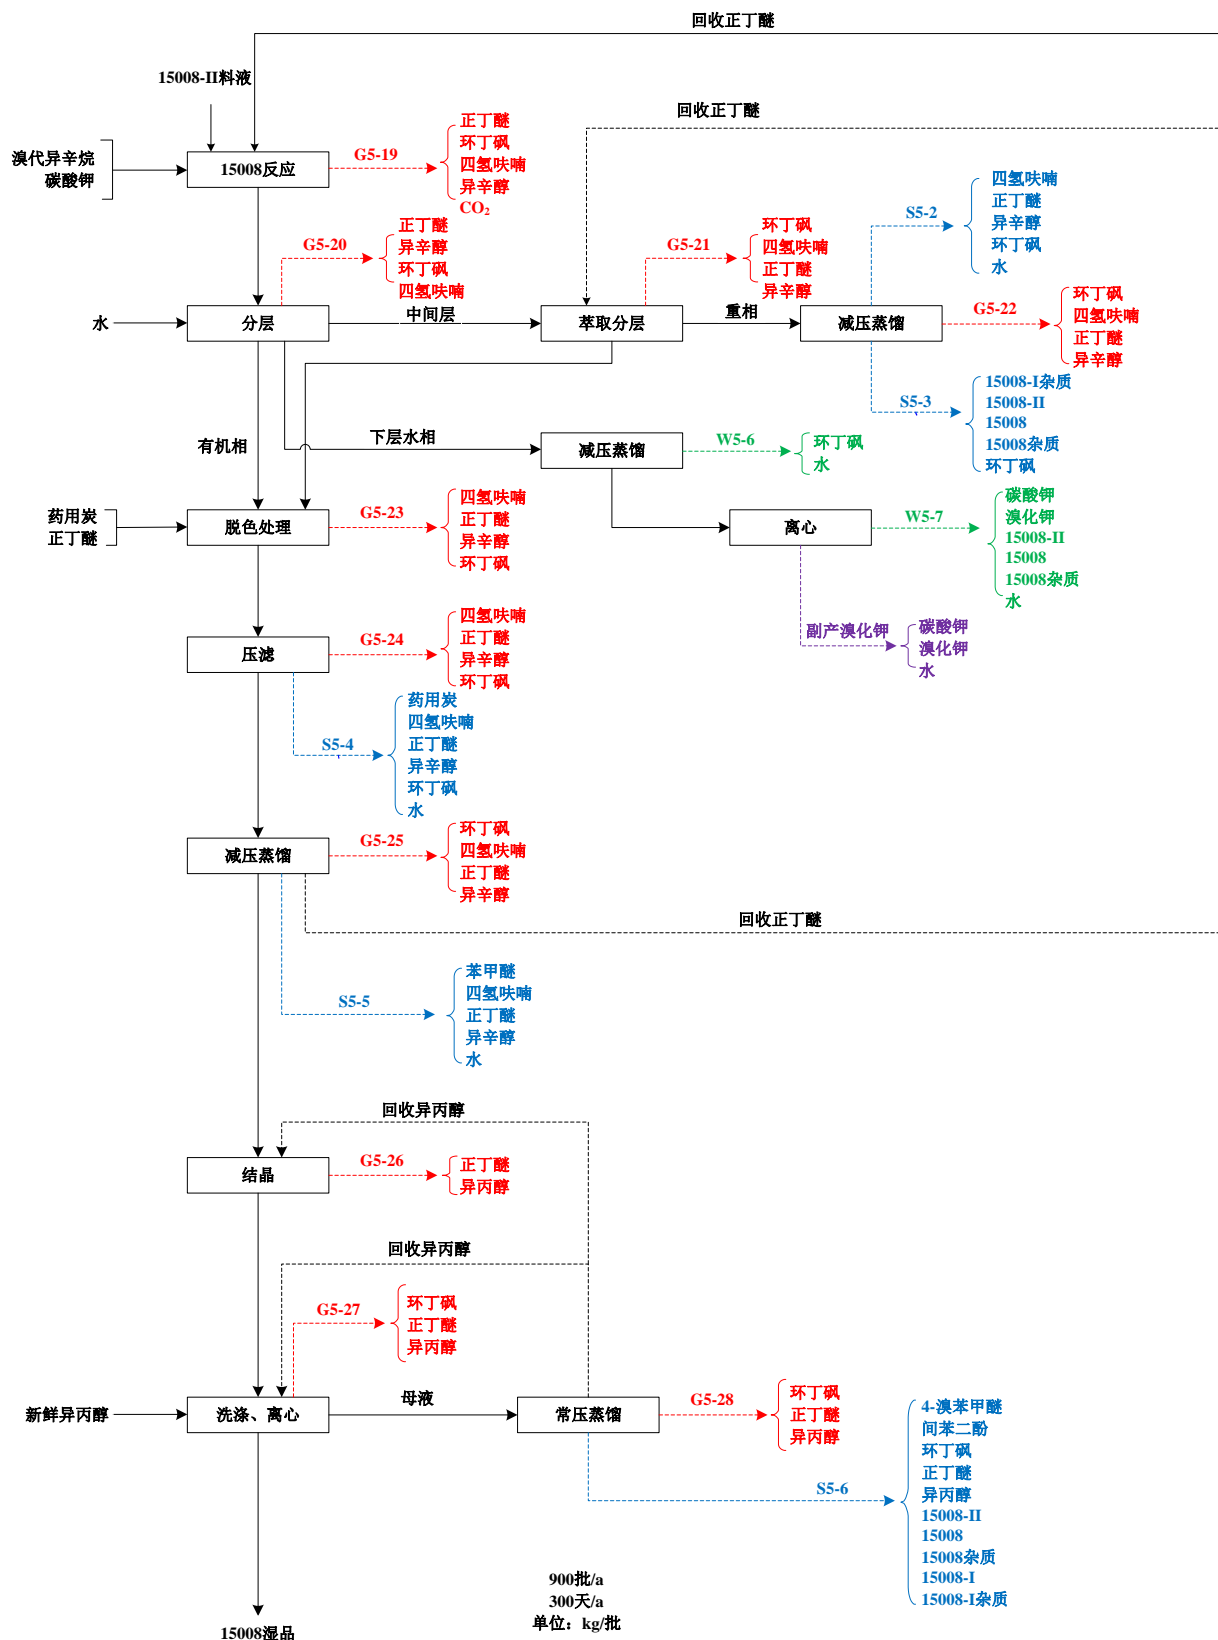 回收正丁醚
15008-II料液
回收正丁醚
溴代异辛烷
碳酸钾
15008反应
G5-19
正丁醚
环丁砜
四氢呋喃
异辛醇
CO₂
G5-20
正丁醚
异辛醇
环丁砜
四氢呋喃
G5-21
环丁砜
四氢呋喃
正丁醚
异辛醇
S5-2
四氢呋喃
正丁醚
异辛醇
环丁砜
水
水
分层
中间层
萃取分层
重相
减压蒸馏
G5-22
环丁砜
四氢呋喃
正丁醚
异辛醇
S5-3
15008-I杂质
15008-II
15008
15008杂质
环丁砜
有机相
下层水相
减压蒸馏
W5-6
环丁砜
水
药用炭
正丁醚
脱色处理
G5-23
四氢呋喃
正丁醚
异辛醇
环丁砜
离心
W5-7
碳酸钾
溴化钾
15008-II
15008
15008杂质
水
副产溴化钾
碳酸钾
溴化钾
水
压滤
G5-24
四氢呋喃
正丁醚
异辛醇
环丁砜
S5-4
药用炭
四氢呋喃
正丁醚
异辛醇
环丁砜
水
减压蒸馏
G5-25
环丁砜
四氢呋喃
正丁醚
异辛醇
回收正丁醚
S5-5
苯甲醚
四氢呋喃
正丁醚
异辛醇
水
回收异丙醇
结晶
G5-26
正丁醚
异丙醇
回收异丙醇
G5-27
环丁砜
正丁醚
异丙醇
新鲜异丙醇
洗涤、离心
母液
常压蒸馏
G5-28
环丁砜
正丁醚
异丙醇
S5-6
4-溴苯甲醚
间苯二酚
环丁砜
正丁醚
异丙醇
15008-II
15008
15008杂质
15008-I
15008-I杂质
900批/a
300天/a
单位：kg/批
15008湿品